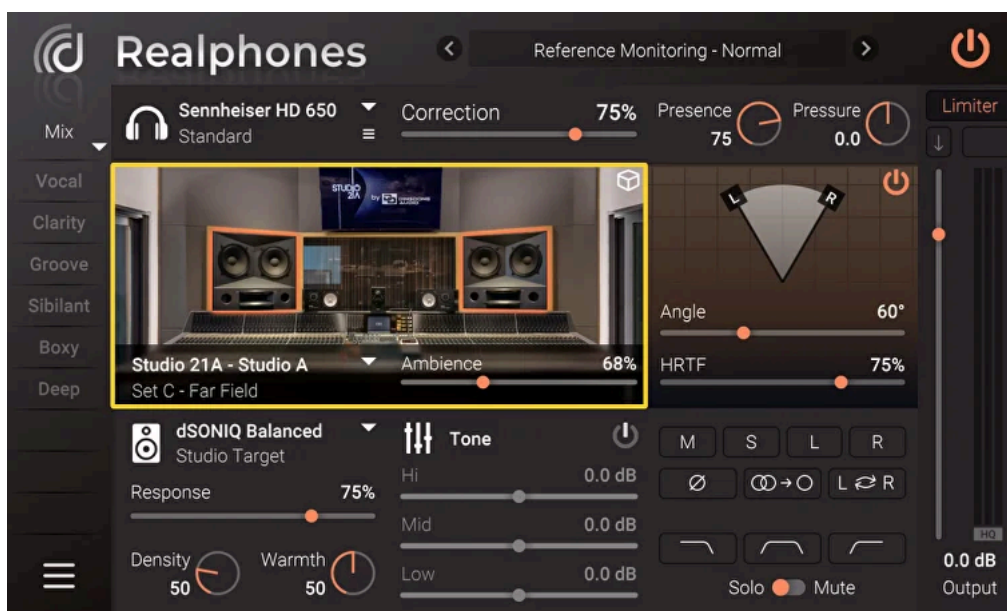 Realphones
Reference Monitoring - Normal
Mix
Sennheiser HD 650
Standard
Correction
75%
Presence
75
Pressure
0.0
Limiter
Vocal
Clarity
Groove
Sibilant
Boxy
Deep
STUDIO
21A
by
DIMSDONG
AUDIO
Studio 21A - Studio A
Set C - Far Field
Ambience
68%
L
R
Angle
60°
HRTF
75%
dSONIQ Balanced
Studio Target
Response
75%
Density
50
Warmth
50
Tone
Hi
0.0 dB
Mid
0.0 dB
Low
0.0 dB
M
S
L
R
Ø
L R
Solo
Mute
HQ
0.0 dB
Output